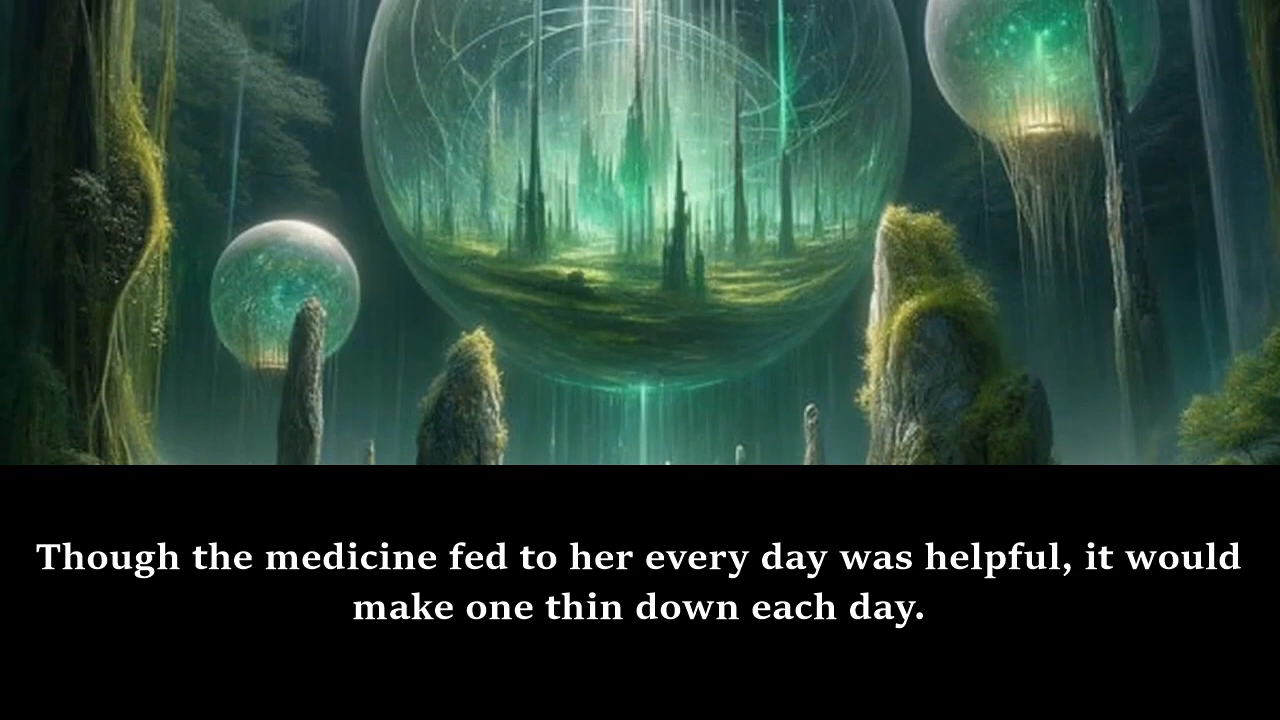 Though the medicine fed to her every day was helpful, it would
make one thin down each day.